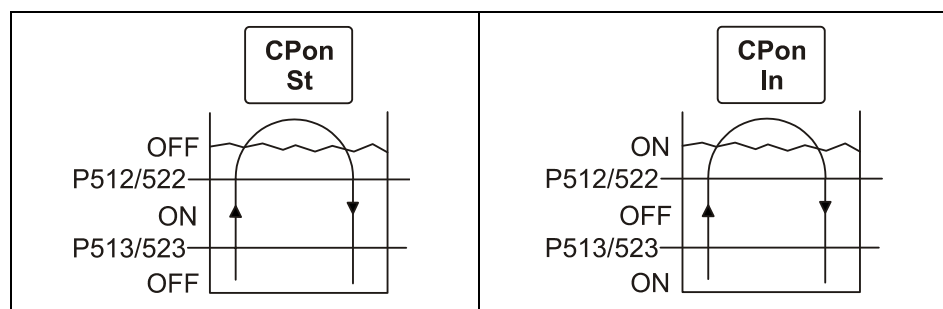 CPon
St
OFF
P512/522
ON
P513/523
OFF
CPon
In
ON
P512/522
OFF
P513/523
ON